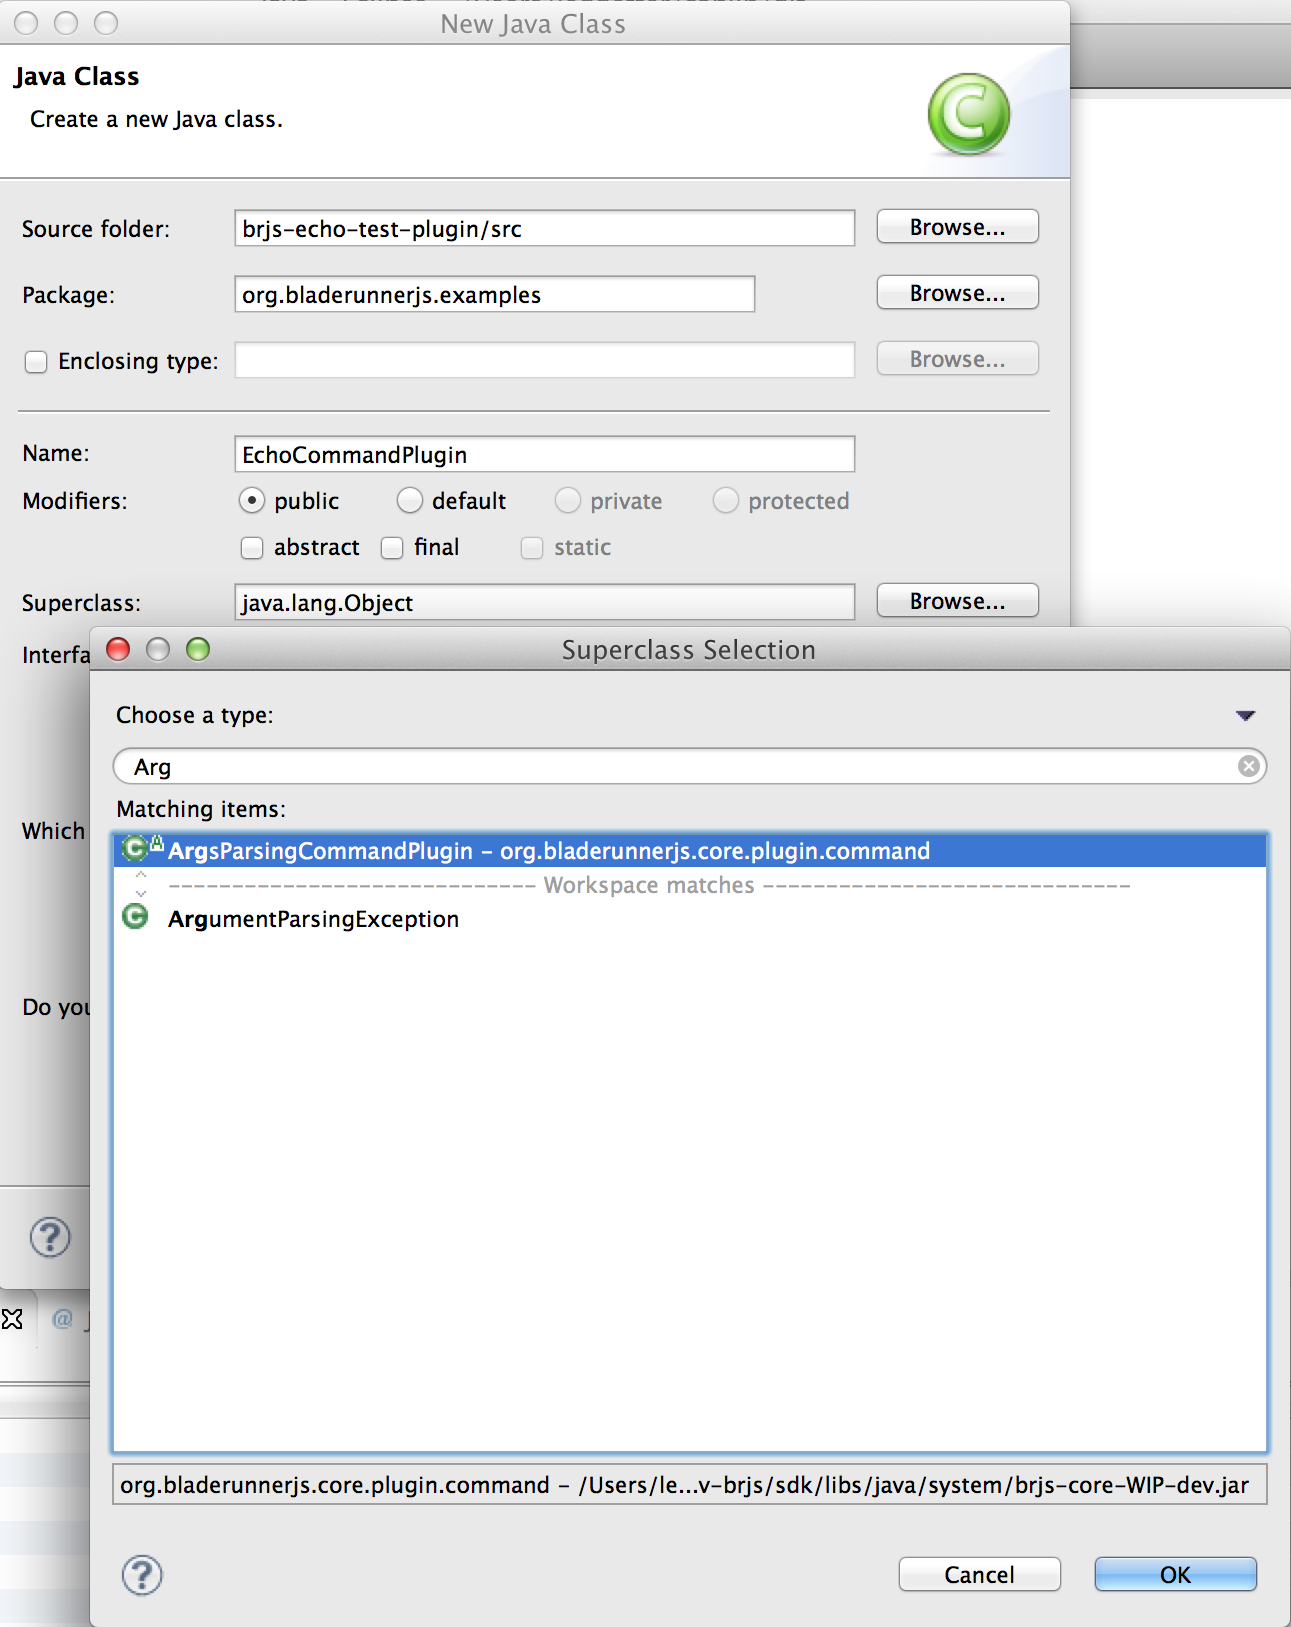 New Java Class
Java Class
Create a new Java class.
Source folder: brjs-echo-test-plugin/src Browse...
Package: org.bladerunnerjs.examples Browse...
Enclosing type: Browse...
Name: EchoCommandPlugin
Modifiers: public default private protected
abstract final static
Superclass: java.lang.Object Browse...
Interfa
Superclass Selection
Choose a type:
Arg
Matching items:
Which
ArgsParsingCommandPlugin - org.bladerunnerjs.core.plugin.command
Workspace matches
ArgumentParsingException
Do you
org.bladerunnerjs.core.plugin.command - /Users/le...v-brjs/sdk/libs/java/system/brjs-core-WIP-dev.jar
Cancel OK